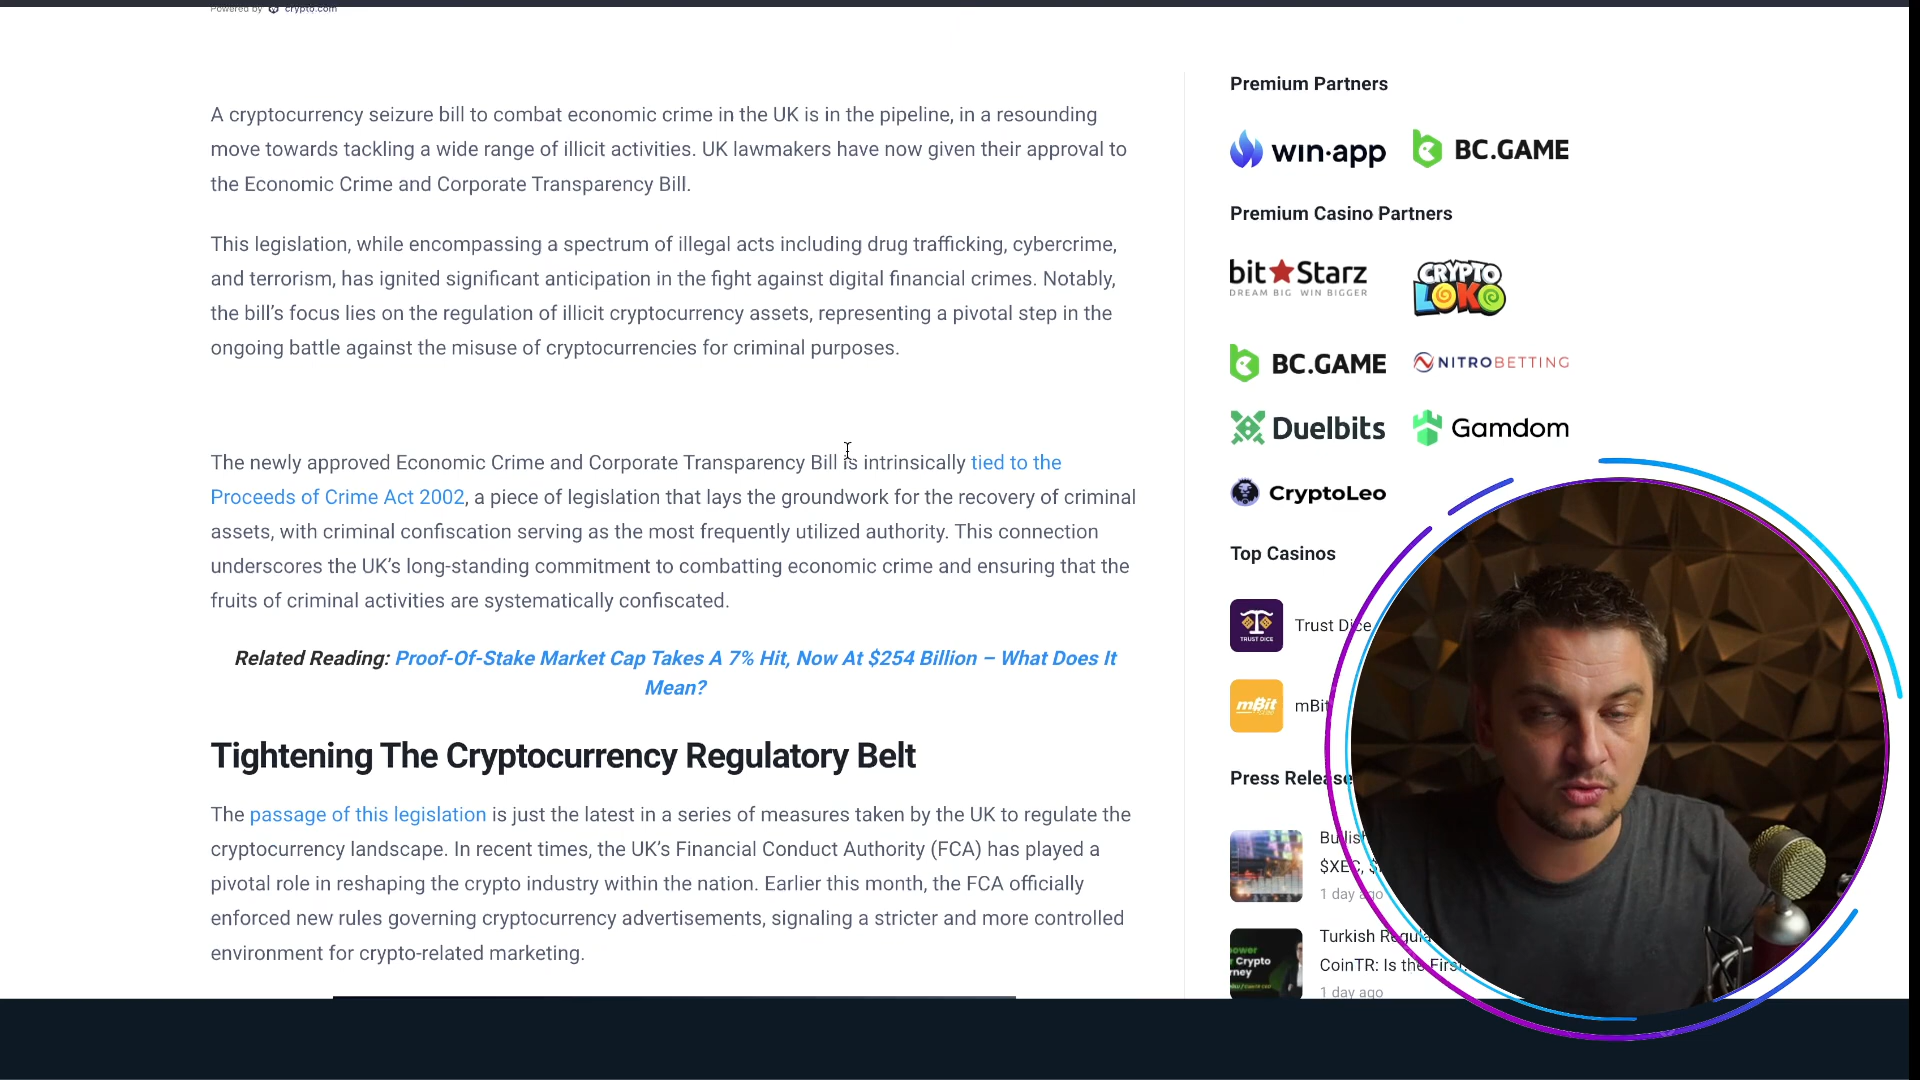 Powered by crypto.com
A cryptocurrency seizure bill to combat economic crime in the UK is in the pipeline, in a resounding
move towards tackling a wide range of illicit activities. UK lawmakers have now given their approval to
the Economic Crime and Corporate Transparency Bill.
This legislation, while encompassing a spectrum of illegal acts including drug trafficking, cybercrime,
and terrorism, has ignited significant anticipation in the fight against digital financial crimes. Notably,
the bill’s focus lies on the regulation of illicit cryptocurrency assets, representing a pivotal step in the
ongoing battle against the misuse of cryptocurrencies for criminal purposes.
The newly approved Economic Crime and Corporate Transparency Bill is intrinsically tied to the
Proceeds of Crime Act 2002, a piece of legislation that lays the groundwork for the recovery of criminal
assets, with criminal confiscation serving as the most frequently utilized authority. This connection
underscores the UK’s long-standing commitment to combatting economic crime and ensuring that the
fruits of criminal activities are systematically confiscated.
Related Reading: Proof-Of-Stake Market Cap Takes A 7% Hit, Now At $254 Billion – What Does It
Mean?
Tightening The Cryptocurrency Regulatory Belt
The passage of this legislation is just the latest in a series of measures taken by the UK to regulate the
cryptocurrency landscape. In recent times, the UK’s Financial Conduct Authority (FCA) has played a
pivotal role in reshaping the crypto industry within the nation. Earlier this month, the FCA officially
enforced new rules governing cryptocurrency advertisements, signaling a stricter and more controlled
environment for crypto-related marketing.
Premium Partners
win·app
BC.GAME
Premium Casino Partners
bit Starz
DREAM BIG WIN BIGGER
CRYPTO
LOKO
BC.GAME
NITROBETTING
Duelbits
Gamdom
CryptoLeo
Top Casinos
TRUST DICE
Trust Dice
mBit
mBit
Press Release
Bullish
$XEC, $
1 day ago
Turkish Regula
CoinTR: Is the First
1 day ago
ower
Crypto
rney